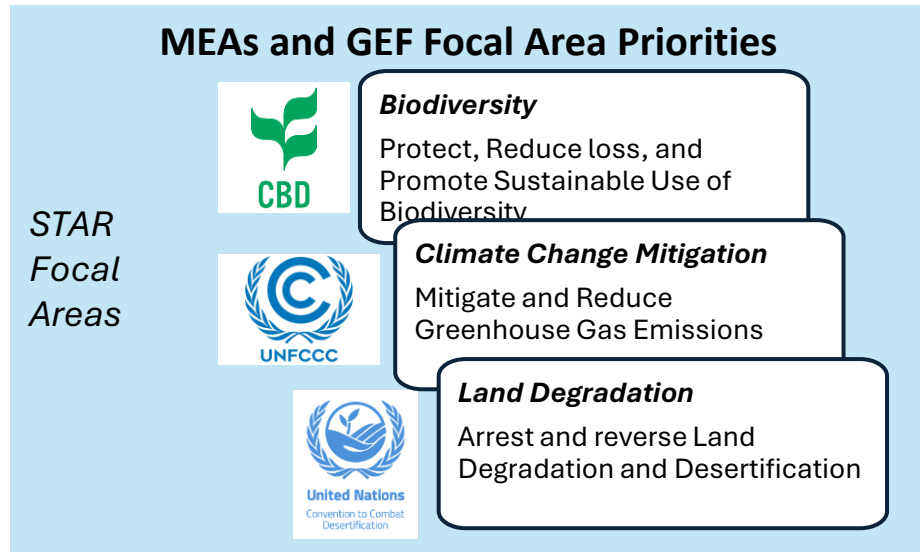 MEAs and GEF Focal Area Priorities
STAR
Focal
Areas
CBD
Biodiversity
Protect, Reduce loss, and
Promote Sustainable Use of
Biodiversity
UNFCCC
Climate Change Mitigation
Mitigate and Reduce
Greenhouse Gas Emissions
United Nations
Convention to Combat
Desertification
Land Degradation
Arrest and reverse Land
Degradation and Desertification